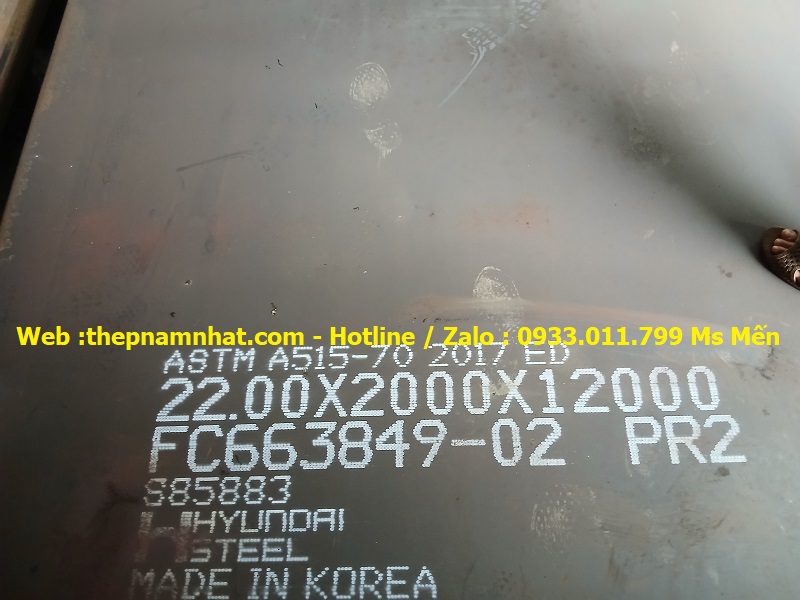 Web :thepnamnhat.com - Hotline / Zalo : 0933.011.799 Ms Mến
ASTM A515-70 2017 ED
22.00X2000X12000
FC663849-02 PR2
S85883
HYUNDAI
STEEL
MADE IN KOREA